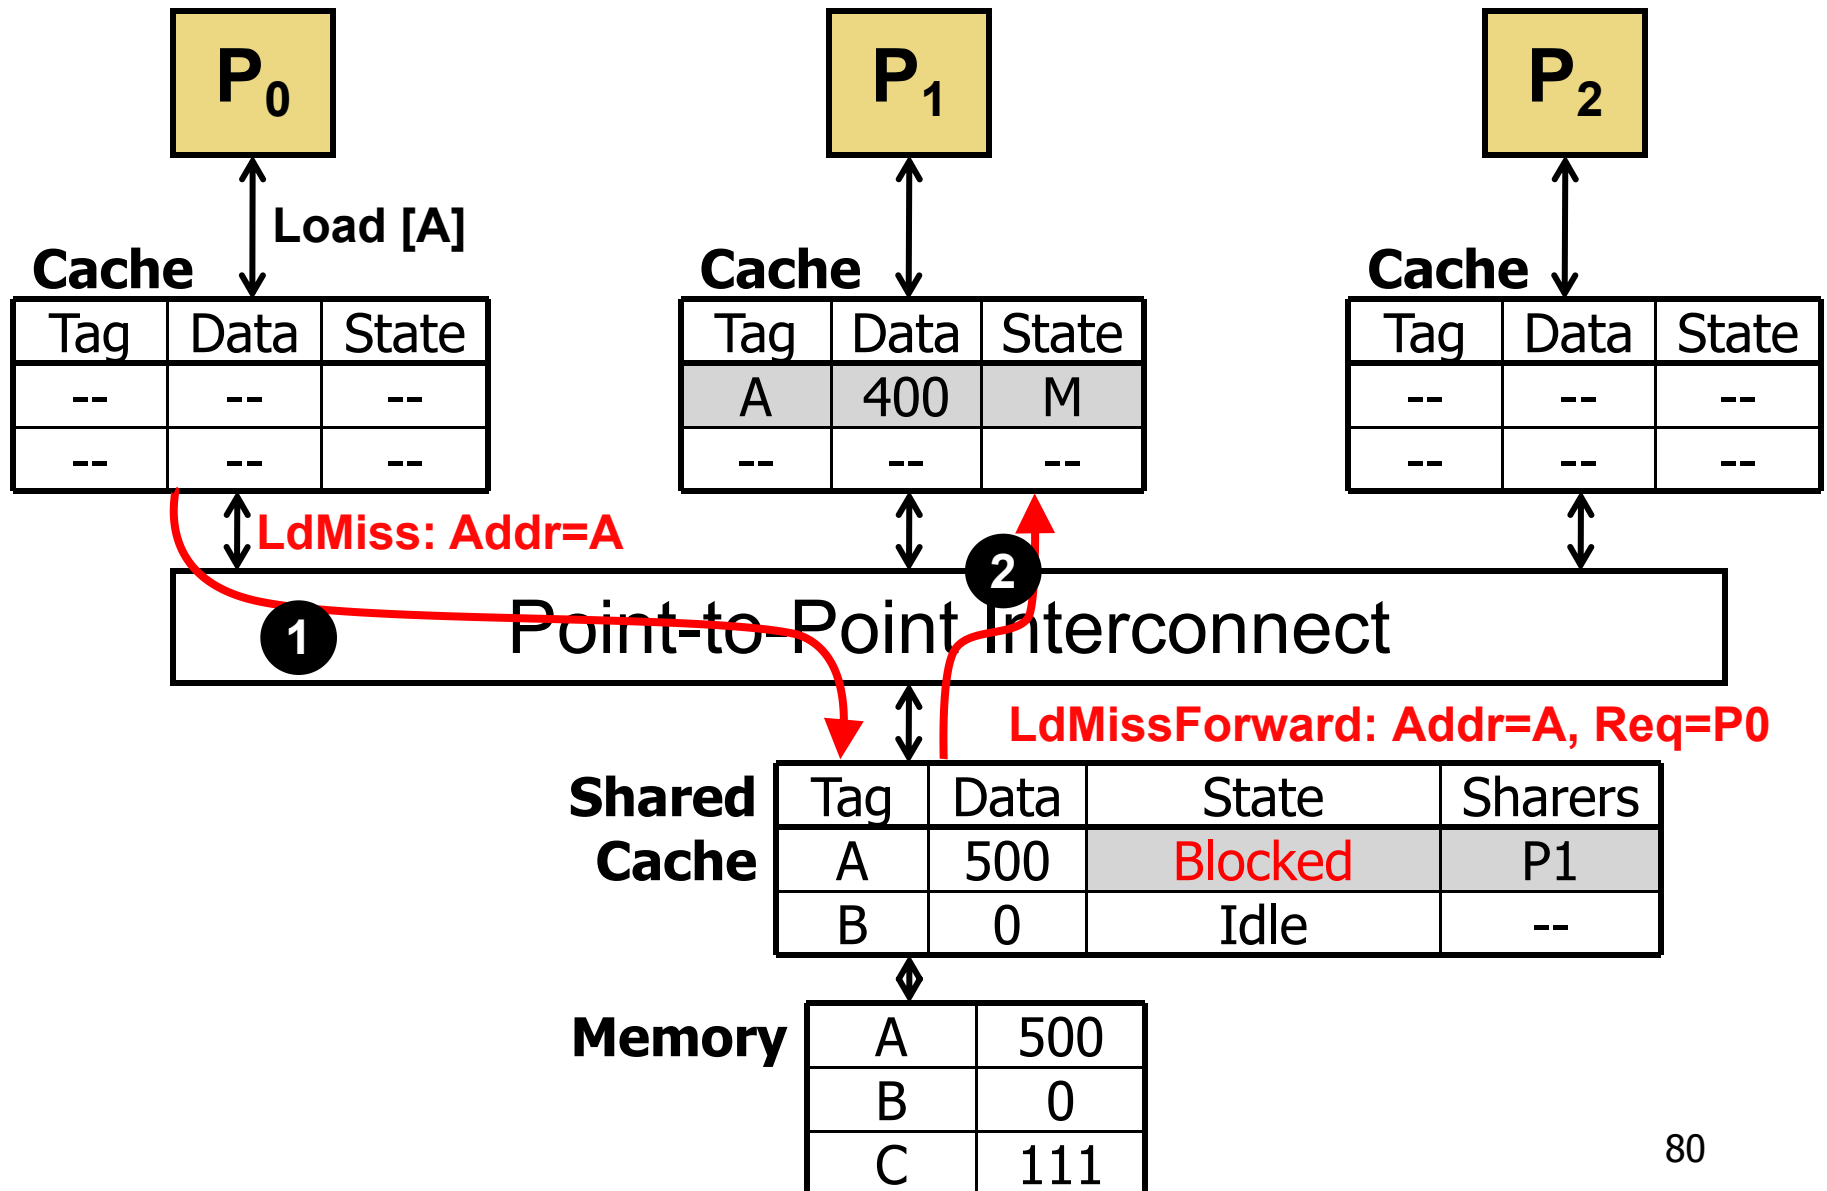 P0 P1 P2
Load [A]
Cache Cache Cache
Tag Data State Tag Data State Tag Data State
-- -- -- A 400 M -- -- --
-- -- -- -- -- -- -- -- --
LdMiss: Addr=A
2
1 Point-to-Point Interconnect
LdMissForward: Addr=A, Req=P0
Shared Tag Data State Sharers
Cache A 500 Blocked P1
B 0 Idle --
Memory A 500
B 0
C 111
80